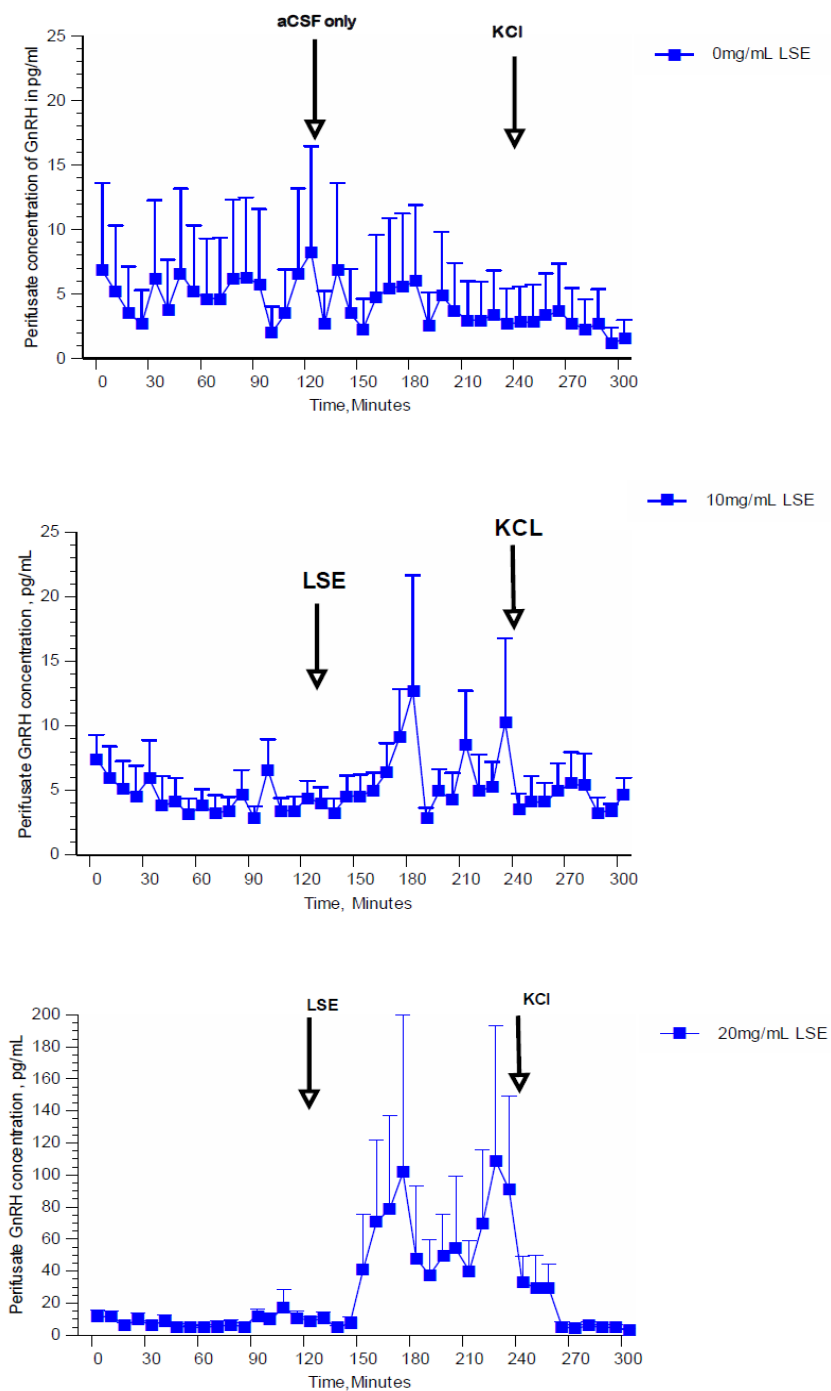 aCSF only
KCl
0mg/mL LSE
25
20
15
10
5
0
Perifusate concentration of GnRH in pg/ml
0 30 60 90 120 150 180 210 240 270 300
Time,Minutes
10mg/mL LSE
KCL
LSE
25
20
15
10
5
0
Perifusate GnRH concentration , pg/mL
0 30 60 90 120 150 180 210 240 270 300
Time, Minutes
LSE
KCl
20mg/mL LSE
200
180
160
140
120
100
80
60
40
20
0
Perifusate GnRH concentration , pg/mL
0 30 60 90 120 150 180 210 240 270 300
Time,Minutes